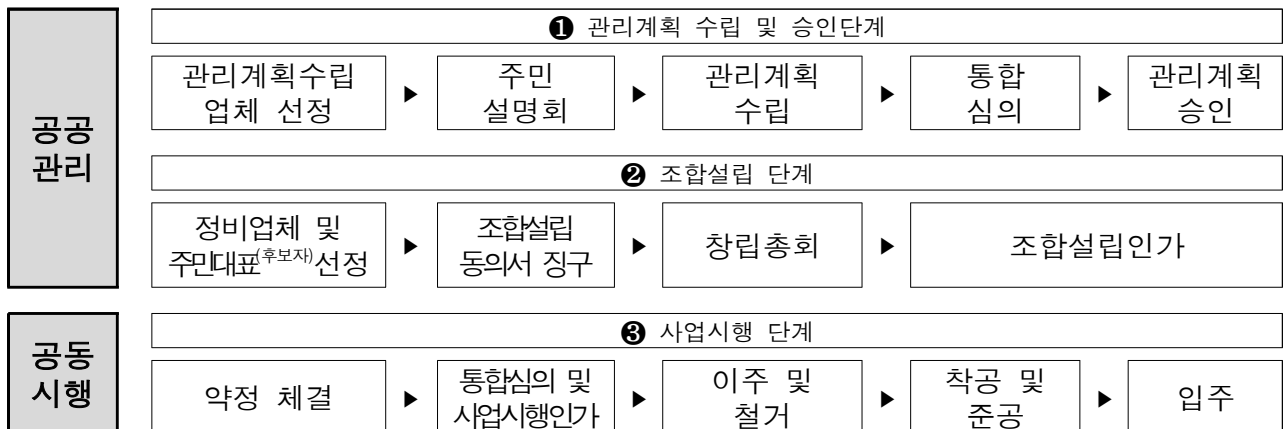 공공
관리
❶ 관리계획 수립 및 승인단계
관리계획수립
업체 선정
▶
주민
설명회
▶
관리계획
수립
▶
통합
심의
▶
관리계획
승인
❷ 조합설립 단계
정비업체 및
주민대표(후보자)선정
▶
조합설립
동의서 징구
▶
창립총회
▶
조합설립인가
공동
시행
❸ 사업시행 단계
약정 체결
▶
통합심의 및
사업시행인가
▶
이주 및
철거
▶
착공 및
준공
▶
입주